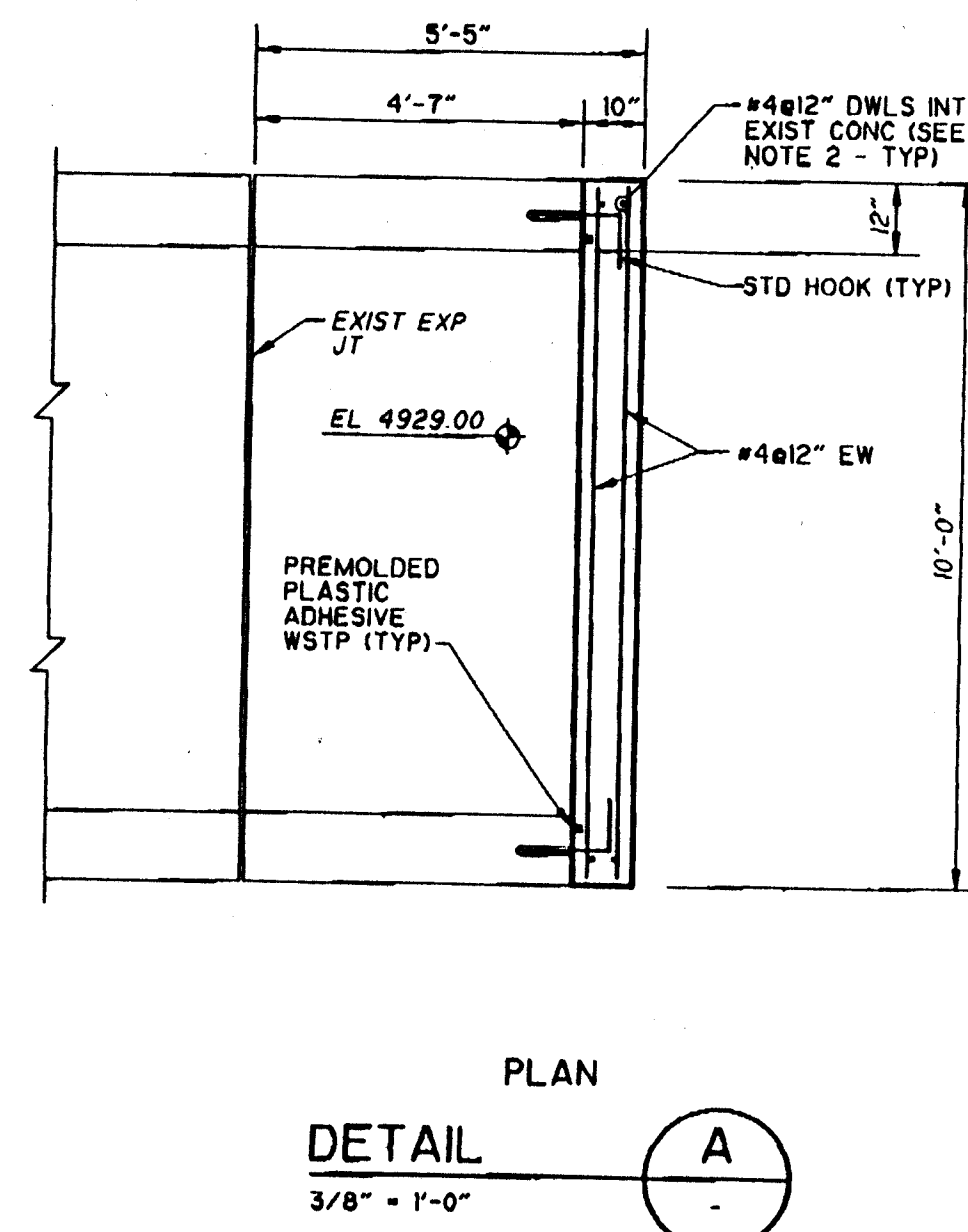 5'-5"
4'-7"
10"
#4@12" DWLS INT
EXIST CONC (SEE
NOTE 2 - TYP)
12"
STD HOOK (TYP)
EXIST EXP
JT
EL 4929.00
#4@12" EW
10'-0"
PREMOLDED
PLASTIC
ADHESIVE
WSTP (TYP)
PLAN
DETAIL
A
3/8" = 1'-0"
-